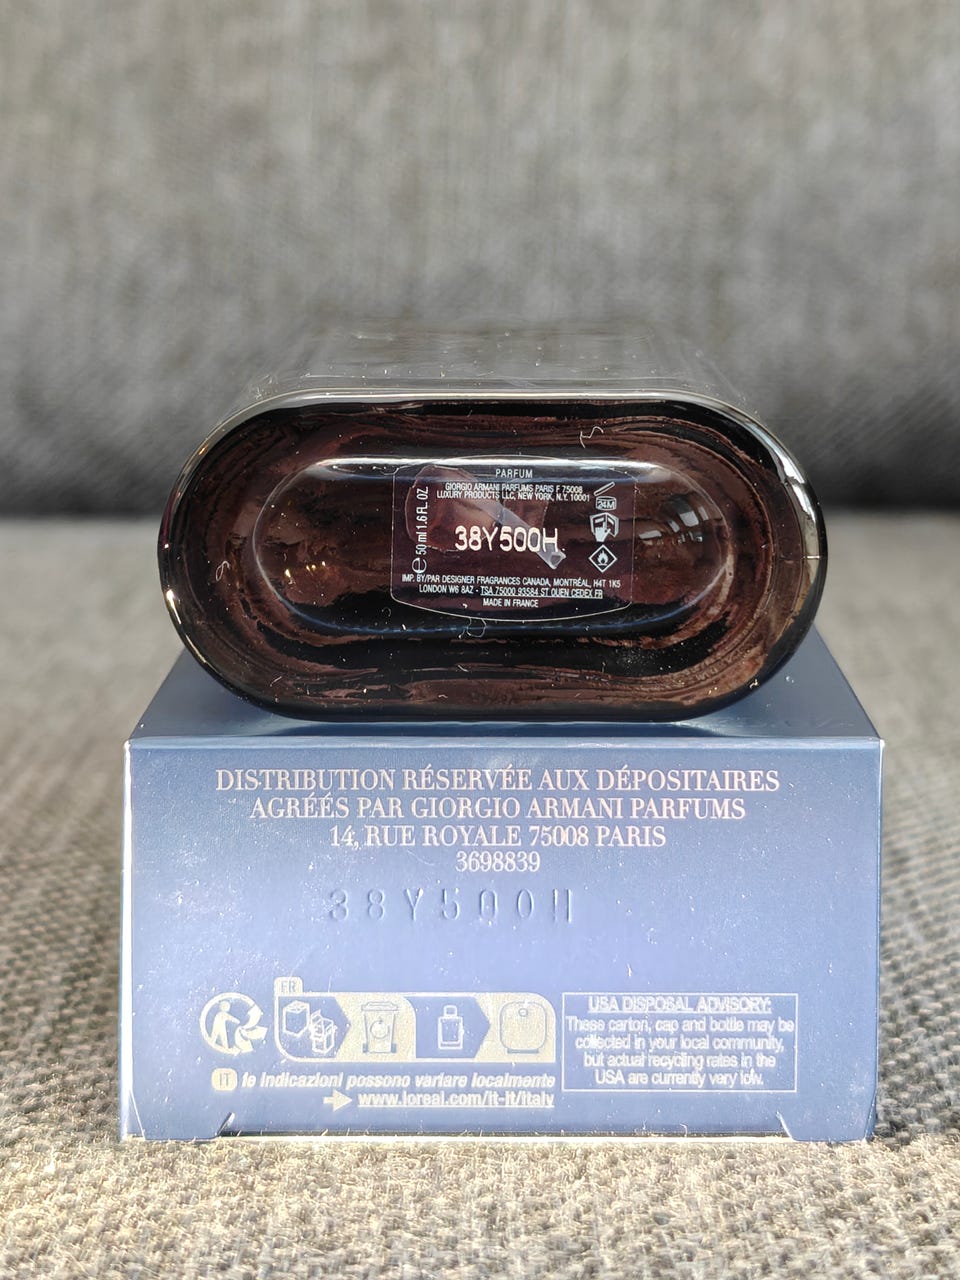 PARFUM
GIORGIO ARMANI PARFUMS PARIS F 75008
LUXURY PRODUCTS LLC, NEW YORK, N.Y. 10001
24M
℮ 50 ml 1.6 FL. OZ
38Y500H
IMP. BY/PAR DESIGNER FRAGRANCES CANADA, MONTRÉAL, H4T 1K5
LONDON W6 8AZ - TSA 75000 93584 ST OUEN CEDEX FR
MADE IN FRANCE
DISTRIBUTION RÉSERVÉE AUX DÉPOSITAIRES
AGRÉÉS PAR GIORGIO ARMANI PARFUMS
14, RUE ROYALE 75008 PARIS
3698839
38Y500H
FR
IT le indicazioni possono variare localmente
www.loreal.com/it-it/italy
USA DISPOSAL ADVISORY:
These carton, cap and bottle may be
collected in your local community,
but actual recycling rates in the
USA are currently very low.